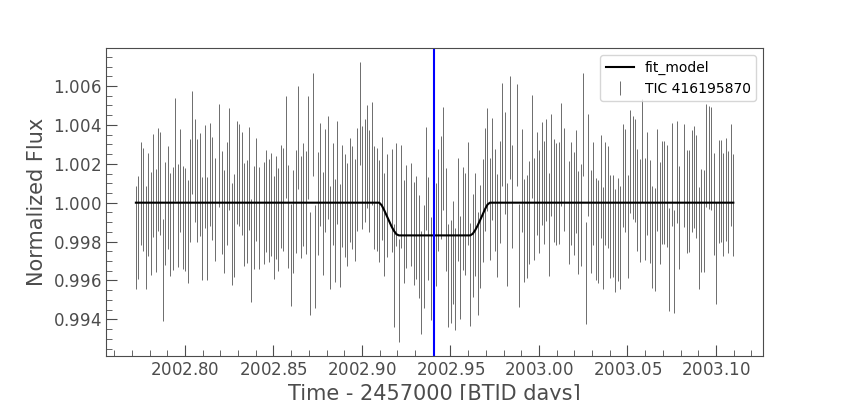 fit_model
TIC 416195870
1.006
1.004
1.002
1.000
0.998
0.996
0.994
Normalized Flux
2002.80 2002.85 2002.90 2002.95 2003.00 2003.05 2003.10
Time - 2457000 [BTJD days]